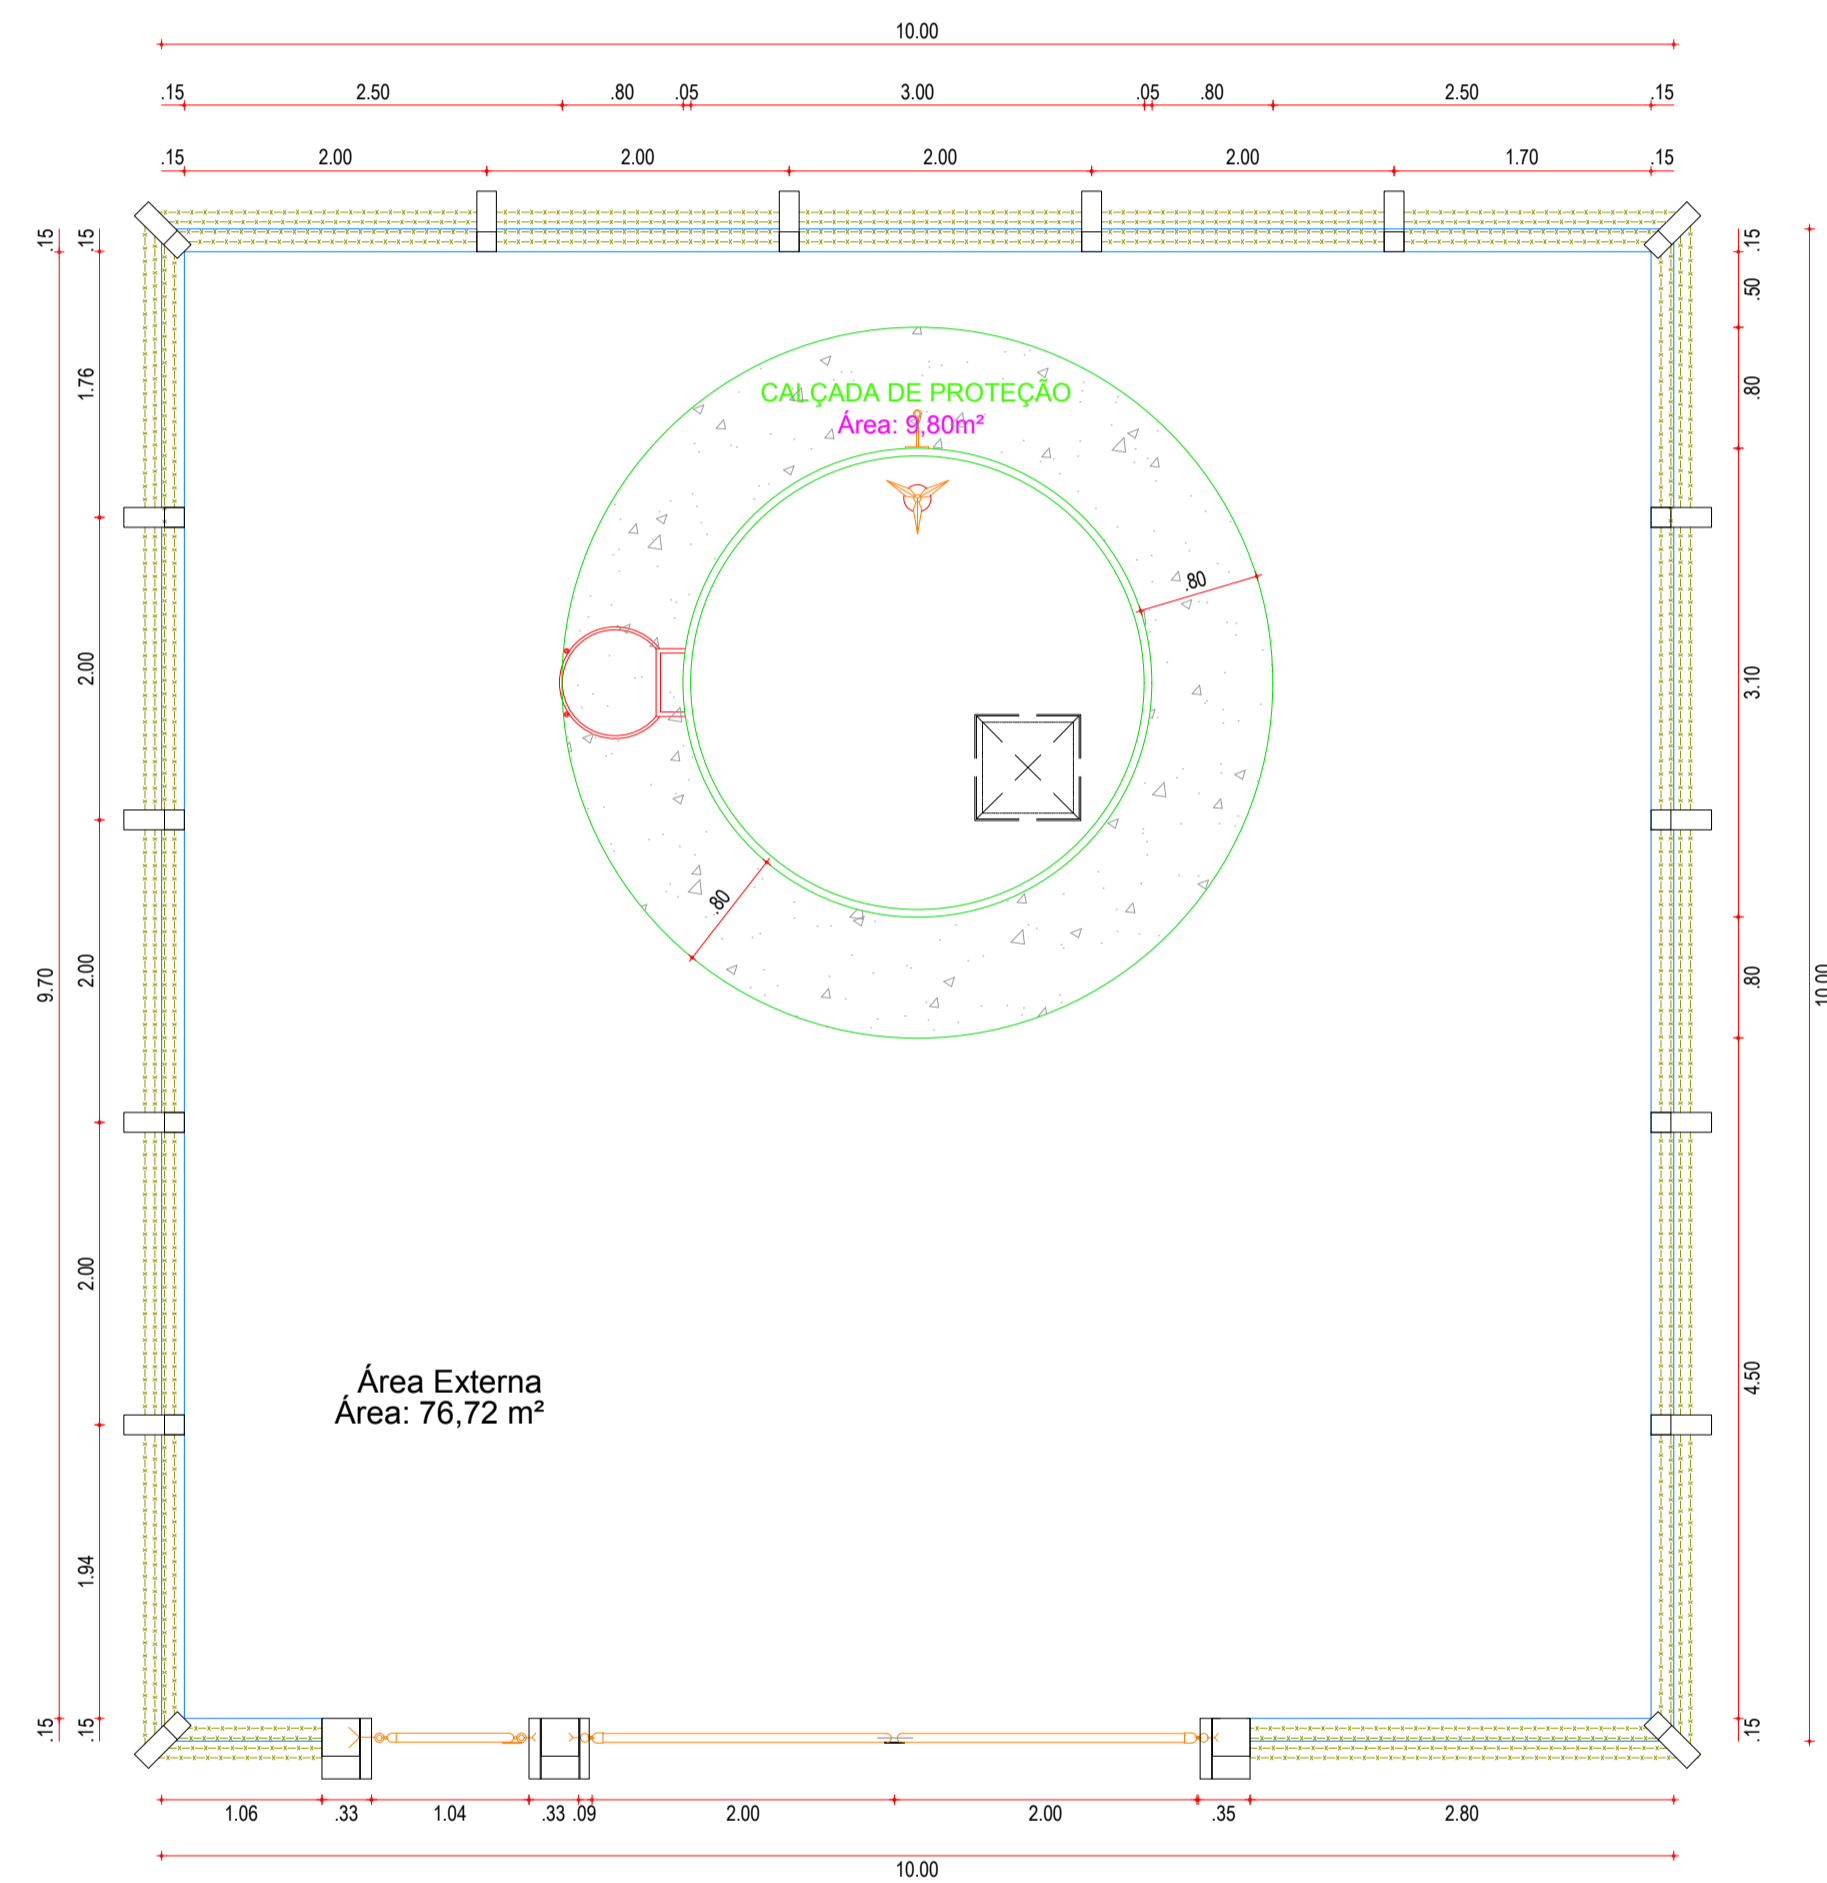 10.00
.15 2.50 .80 .05 3.00 .05 .80 2.50 .15
.15 2.00 2.00 2.00 2.00 1.70 .15
.15 9.70 .15
.15 1.76 2.00 2.00 2.00 1.94 .15
CALÇADA DE PROTEÇÃO
Área: 9,80m²
.80
.80
Área Externa
Área: 76,72 m²
.15 .50 .80 3.10 .80 4.50 .15
10.00
1.06 .33 1.04 .33 .09 2.00 2.00 .35 2.80
10.00